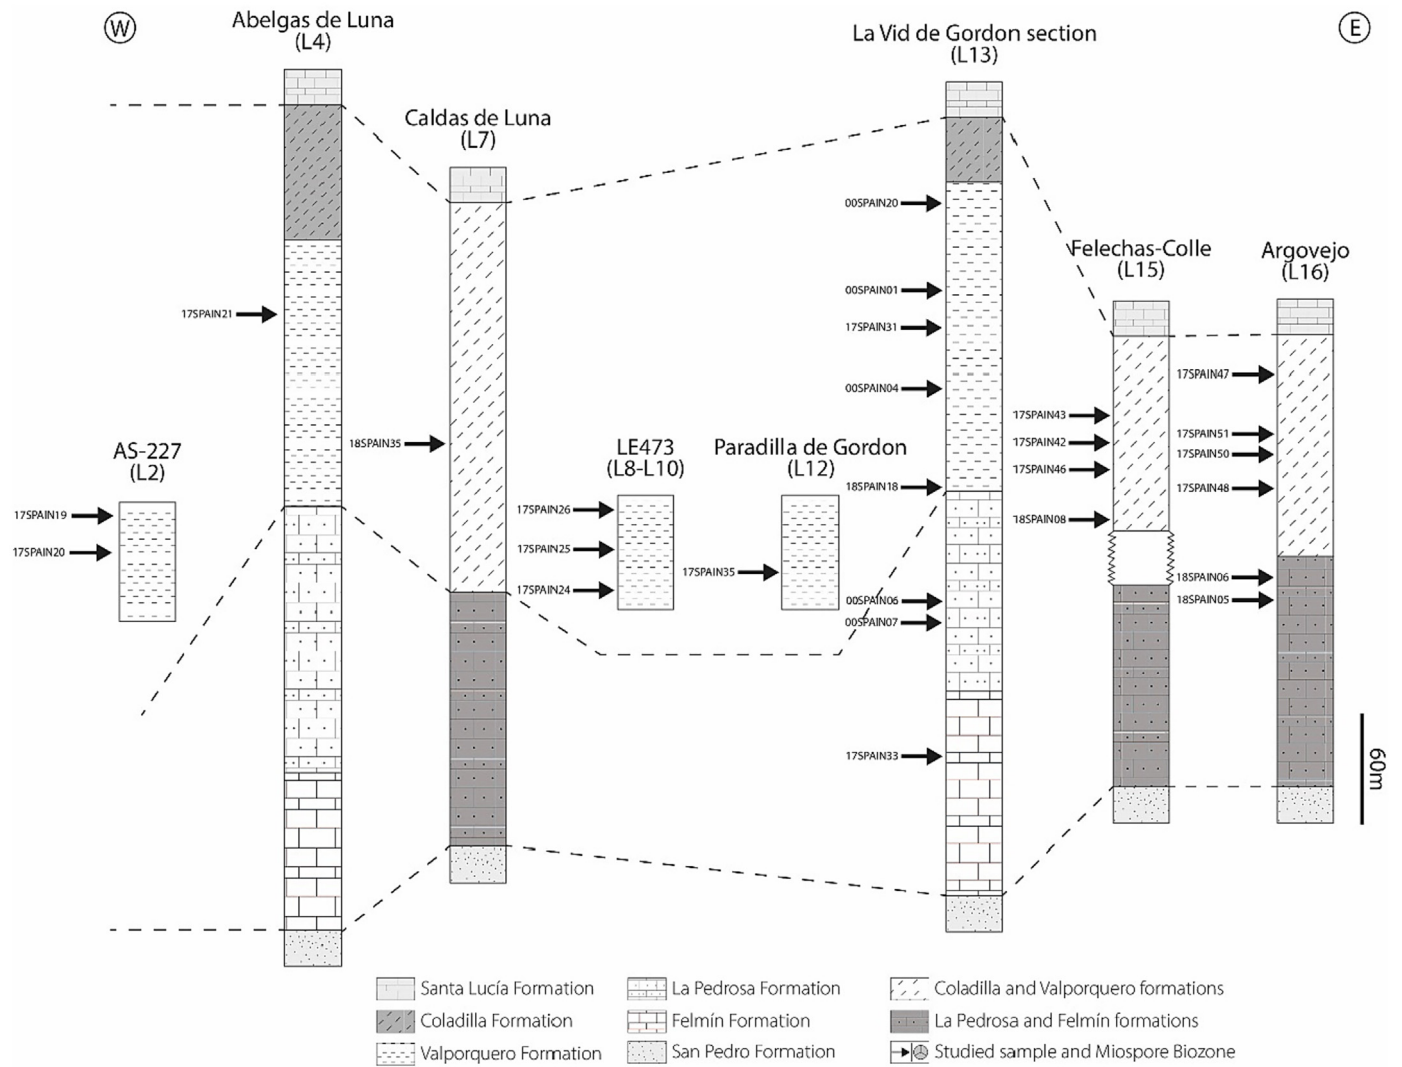 W
E
Abelgas de Luna
(L4)
La Vid de Gordon section
(L13)
Caldas de Luna
(L7)
Felechas-Colle
(L15)
Argovejo
(L16)
AS-227
(L2)
LE473
(L8-L10)
Paradilla de Gordon
(L12)
17SPAIN19
17SPAIN20
17SPAIN21
18SPAIN35
17SPAIN26
17SPAIN25
17SPAIN24
17SPAIN35
00SPAIN20
00SPAIN01
17SPAIN31
00SPAIN04
18SPAIN18
00SPAIN06
00SPAIN07
17SPAIN33
17SPAIN43
17SPAIN42
17SPAIN46
18SPAIN08
17SPAIN47
17SPAIN51
17SPAIN50
17SPAIN48
18SPAIN06
18SPAIN05
60m
Santa Lucía Formation
Coladilla Formation
Valporquero Formation
La Pedrosa Formation
Felmín Formation
San Pedro Formation
Coladilla and Valporquero formations
La Pedrosa and Felmín formations
Studied sample and Miospore Biozone